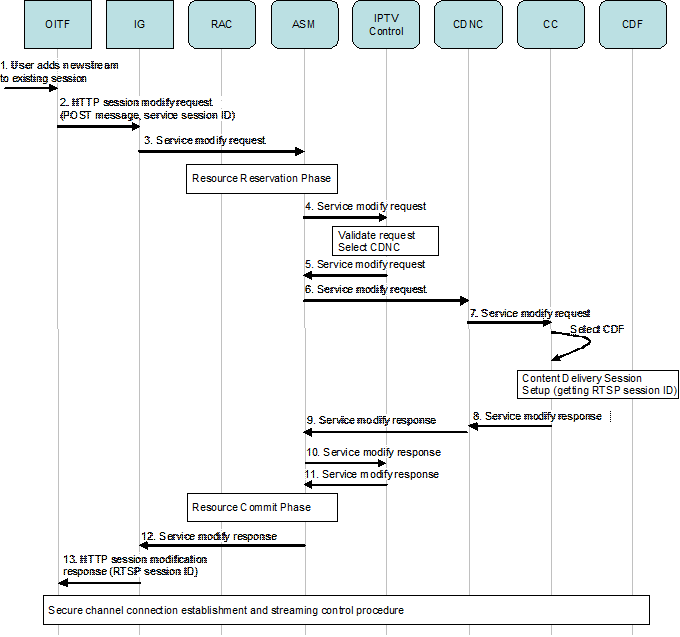 OITF IG RAC ASM IPTV Control CDNC CC CDF
1. User adds newstream
to existing session
2. HTTP session modify request
(POST message, service session ID)
3. Service modify request
Resource Reservation Phase
4. Service modify request
Validate request
Select CDNC
5. Service modify request
6. Service modify request
7. Service modify request
Select CDF
Content Delivery Session
Setup (getting RTSP session ID)
8. Service modify response
9. Service modify response
10. Service modify response
11. Service modify response
Resource Commit Phase
12. Service modify response
13. HTTP session modification
response (RTSP session ID)
Secure channel connection establishment and streaming control procedure